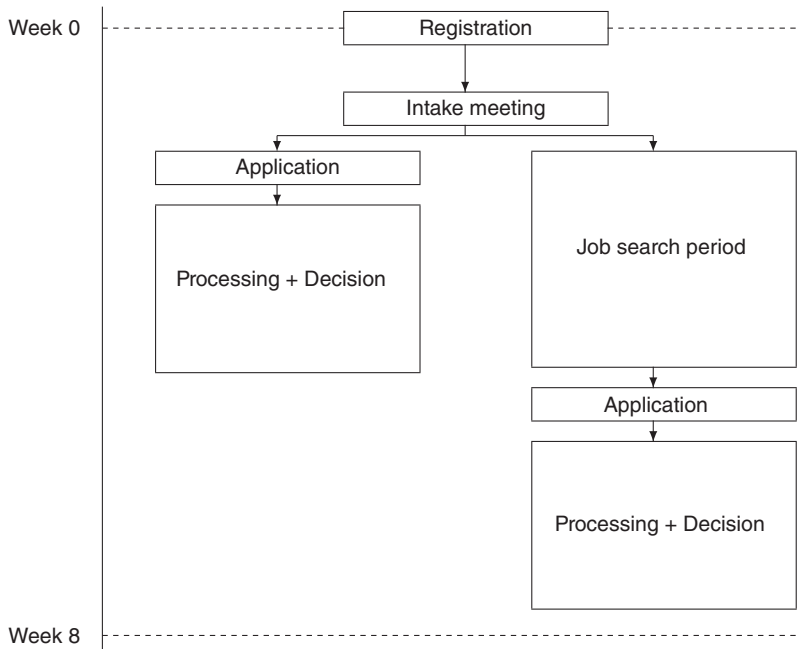 Week 0
Registration
Intake meeting
Application
Processing + Decision
Job search period
Application
Processing + Decision
Week 8